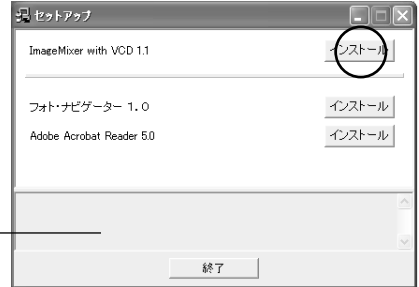 セットアップ
ImageMixer with VCD 1.1
インストール
フォト・ナビゲーター 1.0
インストール
Adobe Acrobat Reader 5.0
インストール
終了